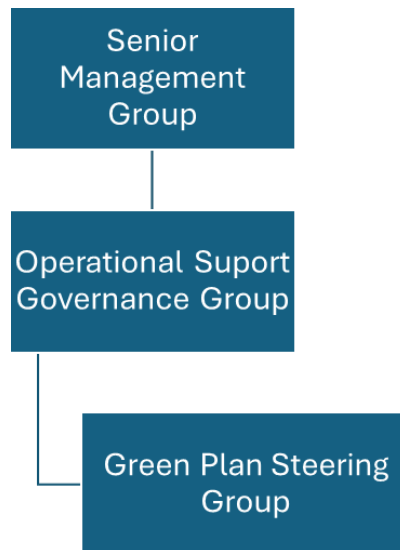 Senior
Management
Group
Operational Suport
Governance Group
Green Plan Steering
Group